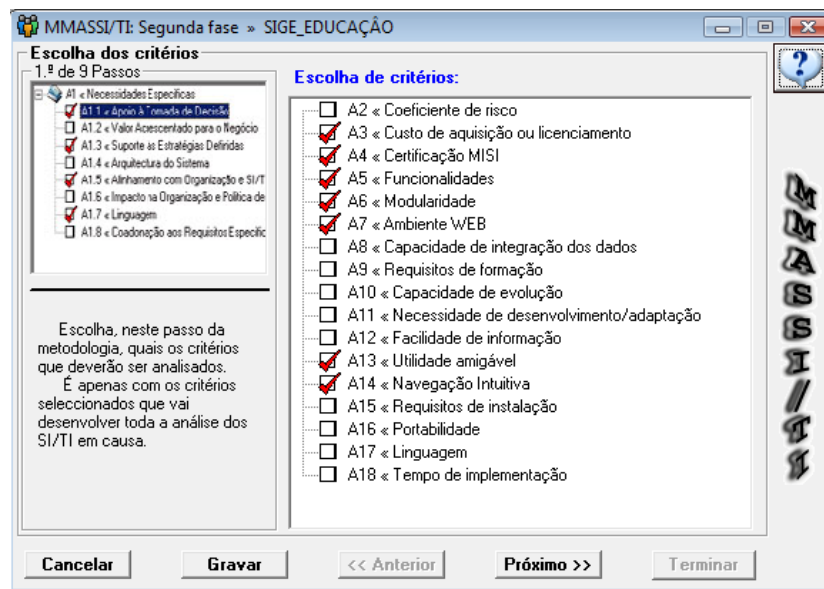 MMASSI/TI: Segunda fase » SIGE_EDUCAÇÂO
Escolha dos critérios
1.º de 9 Passos
A1 « Necessidades Especificas
A1.1 « Apoio à Tomada de Decisão
A1.2 « Valor Acrescentado para o Negócio
A1.3 « Suporte as Estratégias Definidas
A1.4 « Arquitectura do Sistema
A1.5 « Alinhamento com Organização e SI/T
A1.6 « Impacto na Organização e Politica de
A1.7 « Linguagem
A1.8 « Coadonação aos Requisitos Especific
Escolha, neste passo da
metodologia, quais os critérios
que deverão ser analisados.
É apenas com os critérios
seleccionados que vai
desenvolver toda a análise dos
SI/TI em causa.
Escolha de critérios:
A2 « Coeficiente de risco
A3 « Custo de aquisição ou licenciamento
A4 « Certificação MISI
A5 « Funcionalidades
A6 « Modularidade
A7 « Ambiente WEB
A8 « Capacidade de integração dos dados
A9 « Requisitos de formação
A10 « Capacidade de evolução
A11 « Necessidade de desenvolvimento/adaptação
A12 « Facilidade de informação
A13 « Utilidade amigável
A14 « Navegação Intuitiva
A15 « Requisitos de instalação
A16 « Portabilidade
A17 « Linguagem
A18 « Tempo de implementação
?
MMASSI/TI
Cancelar
Gravar
<< Anterior
Próximo >>
Terminar